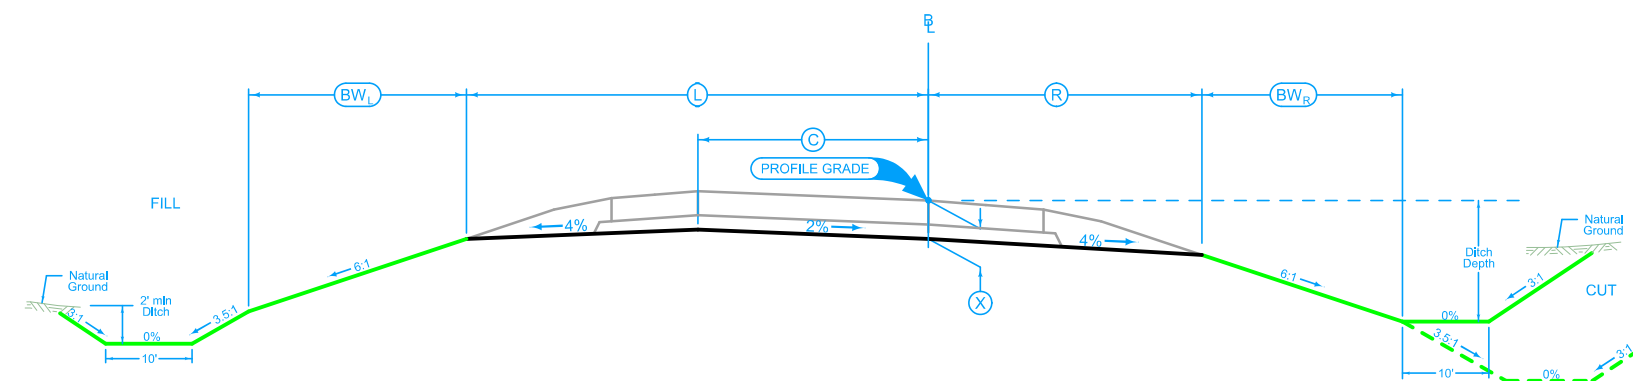 BL
BWL
L
R
BWR
C
PROFILE GRADE
FILL
4%
2%
4%
Natural
Ground
Ditch
Depth
6:1
6:1
3:1
CUT
Natural
Ground
2' min
Ditch
3:1
3.5:1
X
0%
0%
10'
3.5:1
3:1
10'
0%